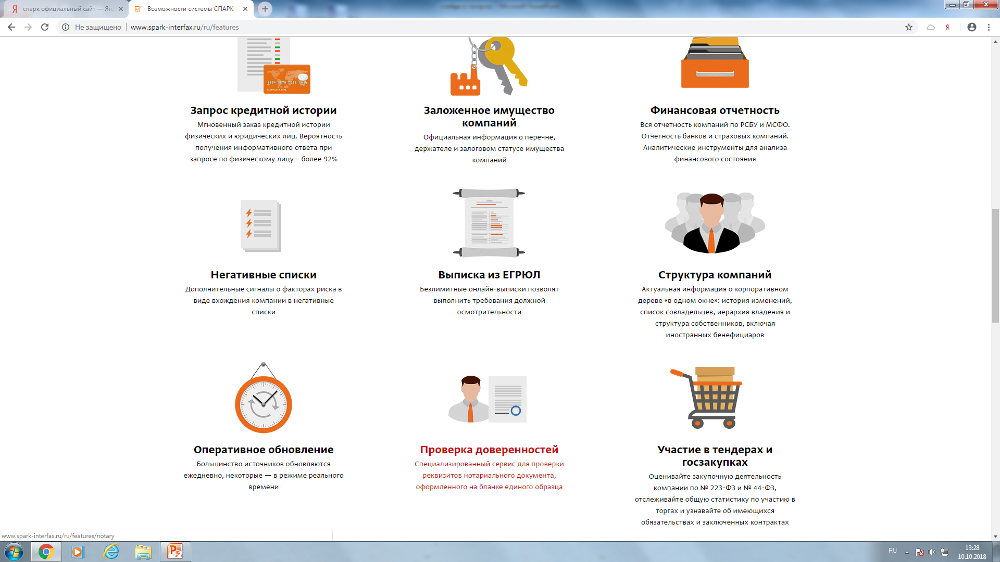 спарк официальный сайт — Ян
Возможности системы СПАРК
Не защищено
www.spark-interfax.ru/ru/features
1234 5678 9012 3456
CARDHOLDER NAME
Запрос кредитной истории
Мгновенный заказ кредитной истории
физических и юридических лиц. Вероятность
получения информативного ответа при
запросе по физическому лицу – более 92%
Заложенное имущество
компаний
Официальная информация о перечне,
держателе и залоговом статусе имущества
компаний
Финансовая отчетность
Вся отчетность компаний по РСБУ и МСФО.
Отчетность банков и страховых компаний.
Аналитические инструменты для анализа
финансового состояния
Негативные списки
Дополнительные сигналы о факторах риска в
виде вхождения компании в негативные
списки
Выписка из ЕГРЮЛ
Безлимитные онлайн-выписки позволят
выполнить требования должной
осмотрительности
Структура компаний
Актуальная информация о корпоративном
дереве «в одном окне»: история изменений,
список совладельцев, иерархия владения и
структура собственников, включая
иностранных бенефициаров
Оперативное обновление
Большинство источников обновляются
ежедневно, некоторые — в режиме реального
времени
Проверка доверенностей
Специализированный сервис для проверки
реквизитов нотариального документа,
оформленного на бланке единого образца
Участие в тендерах и
госзакупках
Оценивайте закупочную деятельность
компании по № 223-ФЗ и № 44-ФЗ,
отслеживайте общую статистику по участию в
торгах и узнавайте об имеющихся
обязательствах и заключенных контрактах
www.spark-interfax.ru/ru/features/notary
RU
13:28
10.10.2018